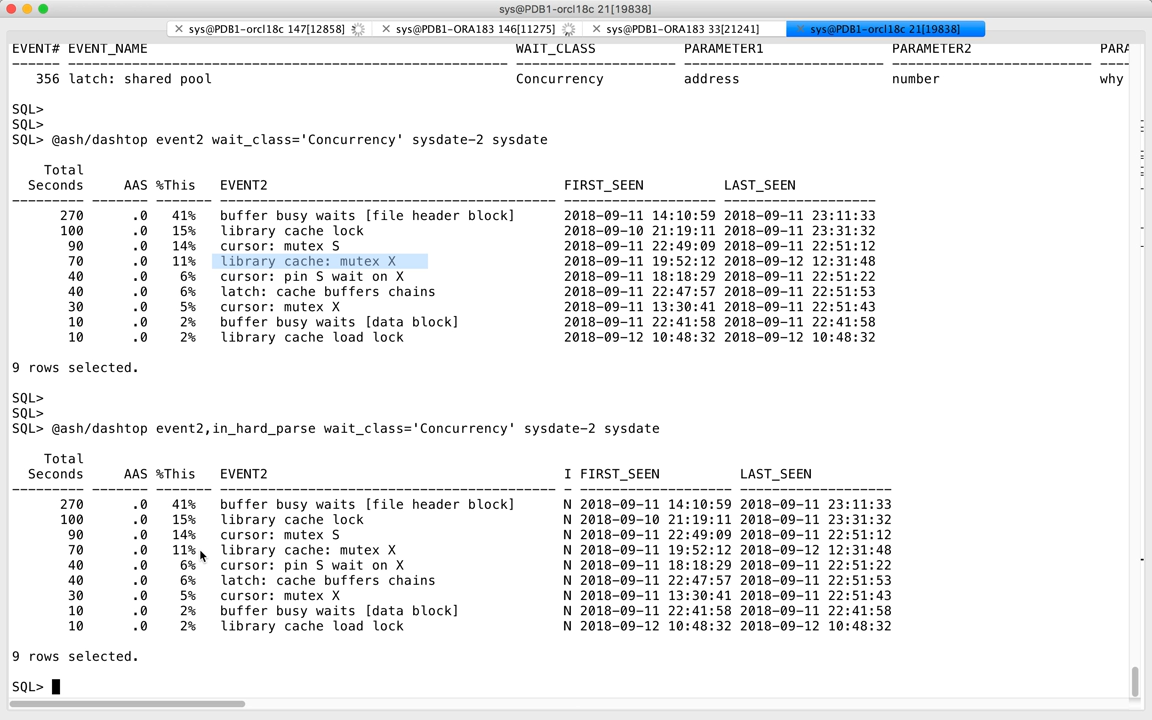 sys@PDB1-orcl18c 21[19838]
sys@PDB1-orcl18c 147[12858] sys@PDB1-ORA183 146[11275] sys@PDB1-ORA183 33[21241] sys@PDB1-orcl18c 21[19838]
EVENT# EVENT_NAME WAIT_CLASS PARAMETER1 PARAMETER2 PARA
------ ---------------------------------------------------------- -------------------- ------------------------- ------------------------- ----
356 latch: shared pool Concurrency address number why
SQL>
SQL>
SQL> @ash/dashtop event2 wait_class='Concurrency' sysdate-2 sysdate
Total
Seconds AAS %This EVENT2 FIRST_SEEN LAST_SEEN
--------- ------- ------- ------------------------------------------ ------------------- -------------------
270 .0 41% buffer busy waits [file header block] 2018-09-11 14:10:59 2018-09-11 23:11:33
100 .0 15% library cache lock 2018-09-10 21:19:11 2018-09-11 23:31:32
90 .0 14% cursor: mutex S 2018-09-11 22:49:09 2018-09-11 22:51:12
70 .0 11% library cache: mutex X 2018-09-11 19:52:12 2018-09-12 12:31:48
40 .0 6% cursor: pin S wait on X 2018-09-11 18:18:29 2018-09-11 22:51:22
40 .0 6% latch: cache buffers chains 2018-09-11 22:47:57 2018-09-11 22:51:53
30 .0 5% cursor: mutex X 2018-09-11 13:30:41 2018-09-11 22:51:43
10 .0 2% buffer busy waits [data block] 2018-09-11 22:41:58 2018-09-11 22:41:58
10 .0 2% library cache load lock 2018-09-12 10:48:32 2018-09-12 10:48:32
9 rows selected.
SQL>
SQL>
SQL> @ash/dashtop event2,in_hard_parse wait_class='Concurrency' sysdate-2 sysdate
Total
Seconds AAS %This EVENT2 I FIRST_SEEN LAST_SEEN
--------- ------- ------- ------------------------------------------ - ------------------- -------------------
270 .0 41% buffer busy waits [file header block] N 2018-09-11 14:10:59 2018-09-11 23:11:33
100 .0 15% library cache lock N 2018-09-10 21:19:11 2018-09-11 23:31:32
90 .0 14% cursor: mutex S N 2018-09-11 22:49:09 2018-09-11 22:51:12
70 .0 11% library cache: mutex X N 2018-09-11 19:52:12 2018-09-12 12:31:48
40 .0 6% cursor: pin S wait on X N 2018-09-11 18:18:29 2018-09-11 22:51:22
40 .0 6% latch: cache buffers chains N 2018-09-11 22:47:57 2018-09-11 22:51:53
30 .0 5% cursor: mutex X N 2018-09-11 13:30:41 2018-09-11 22:51:43
10 .0 2% buffer busy waits [data block] N 2018-09-11 22:41:58 2018-09-11 22:41:58
10 .0 2% library cache load lock N 2018-09-12 10:48:32 2018-09-12 10:48:32
9 rows selected.
SQL>